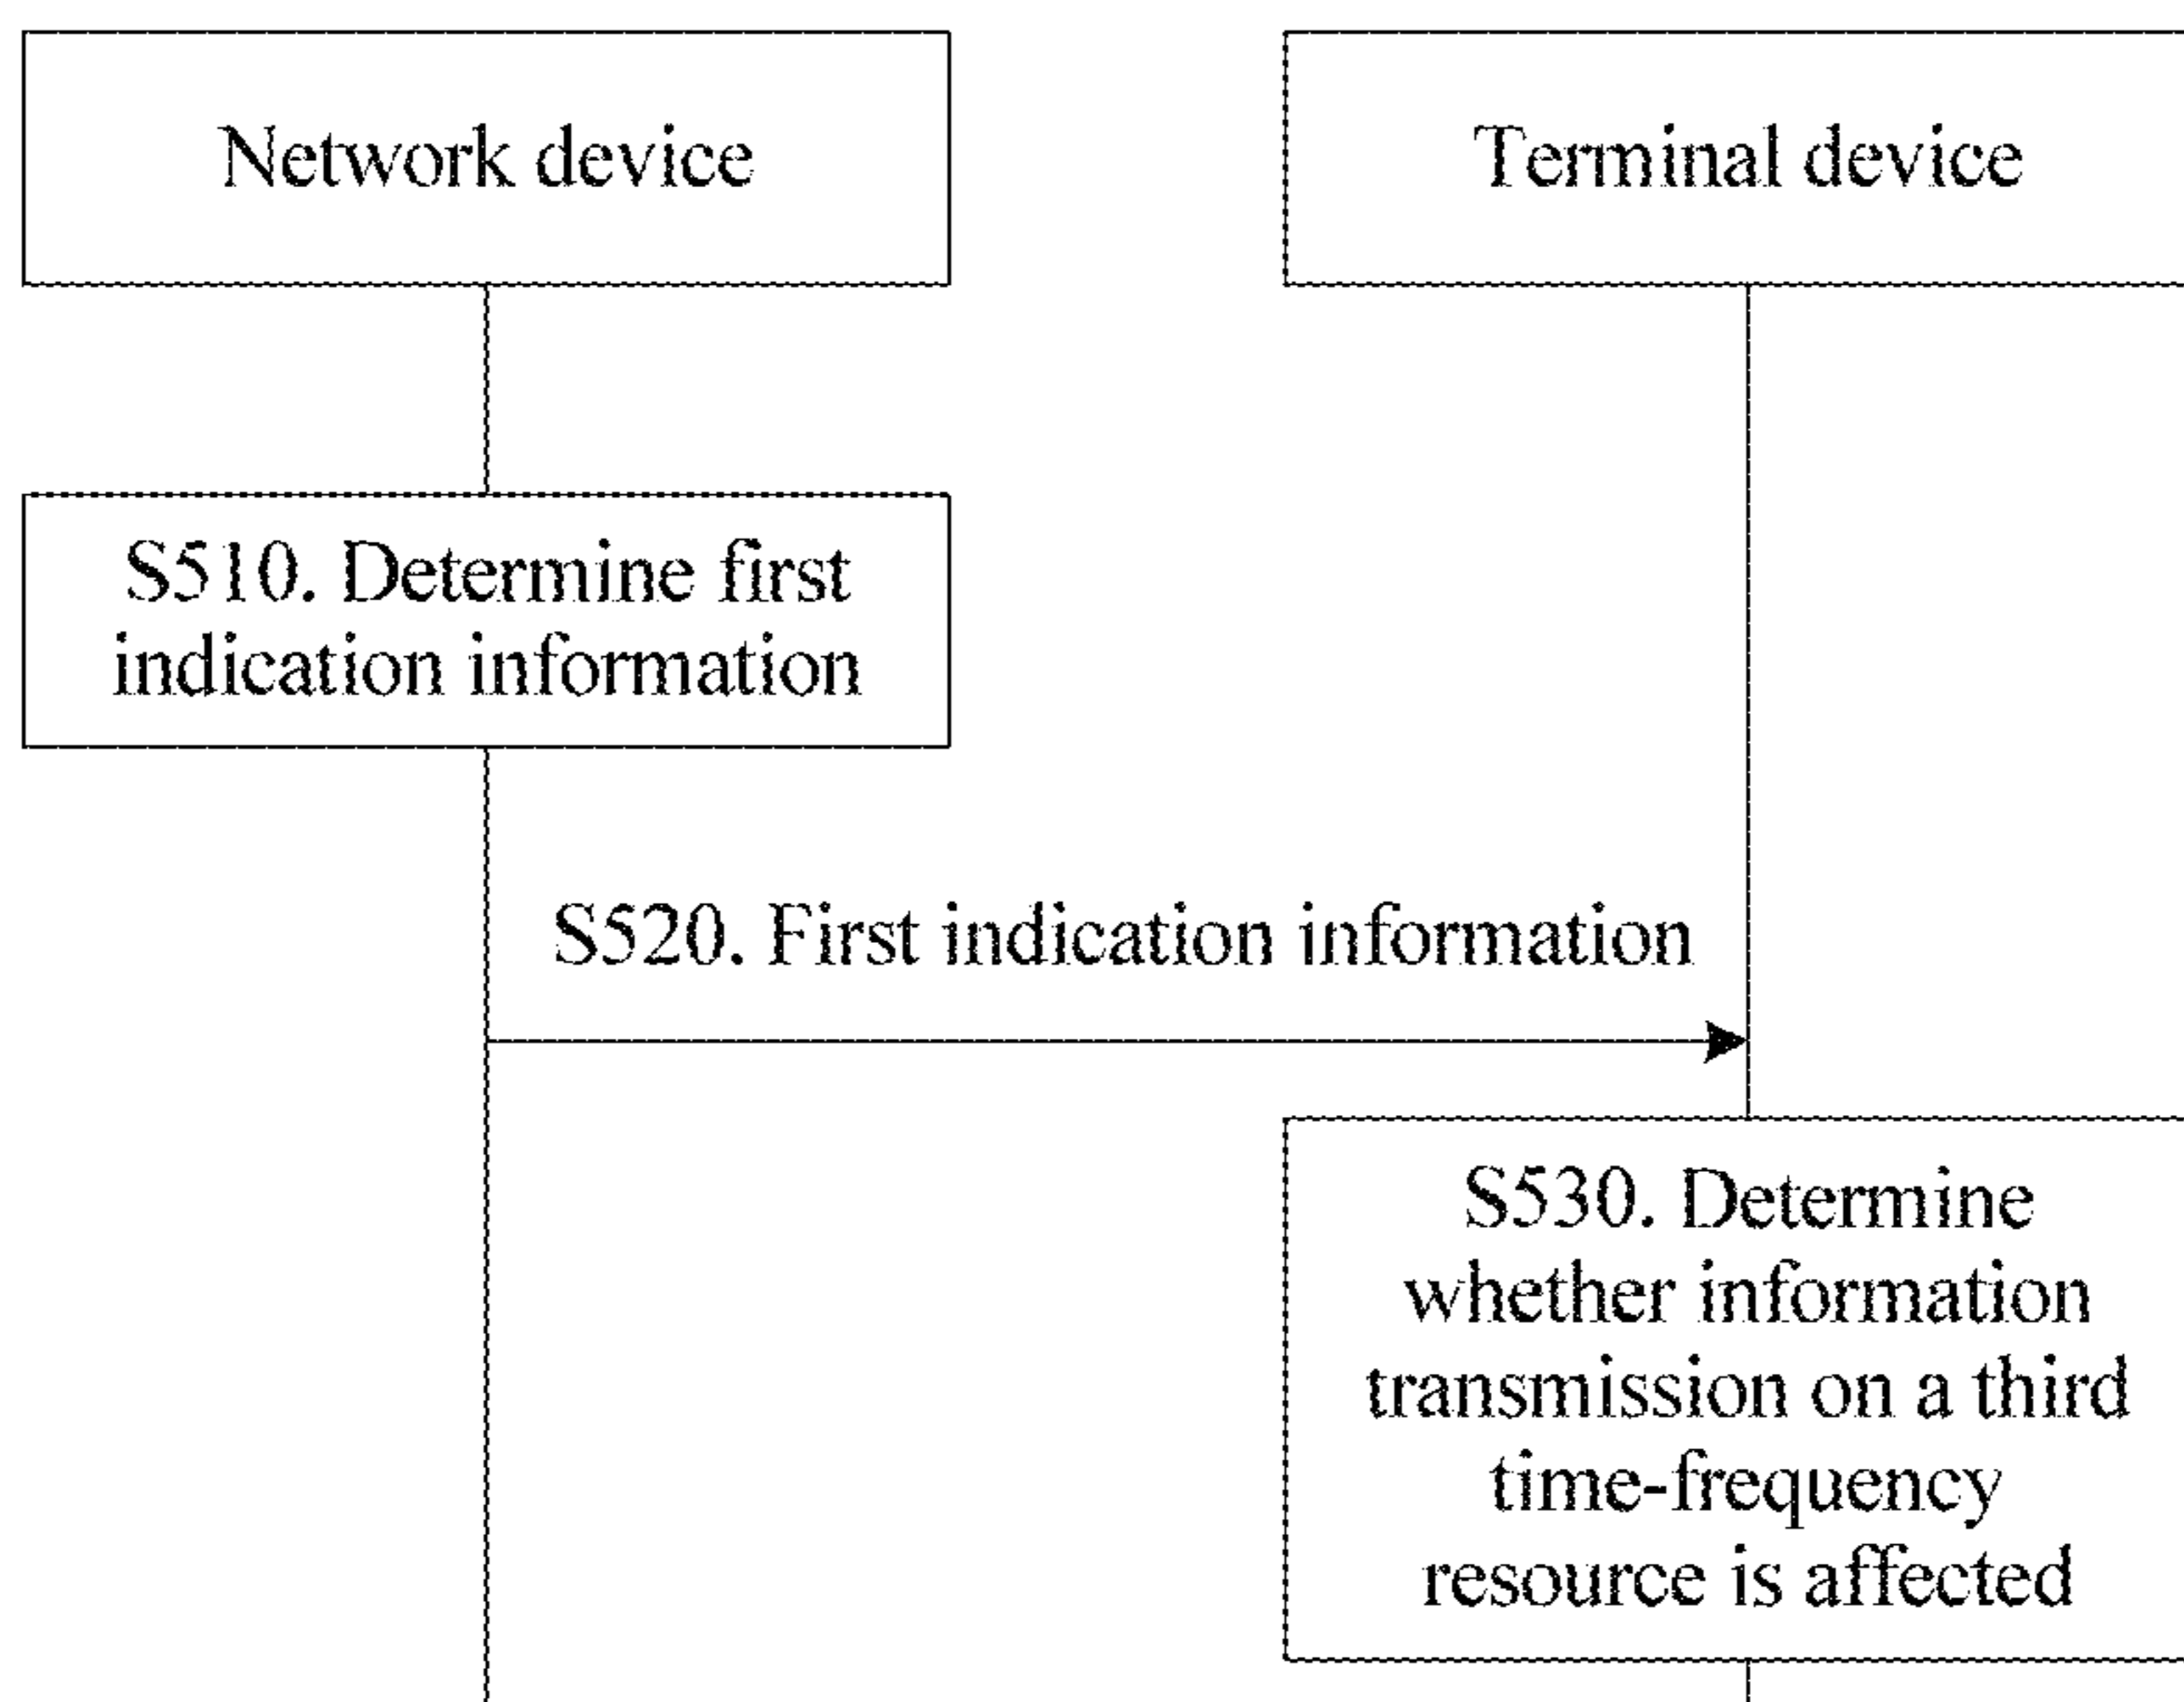 Network device
Terminal device
S510. Determine first
indication information
S520. First indication information
S530. Determine
whether information
transmission on a third
time-frequency
resource is affected